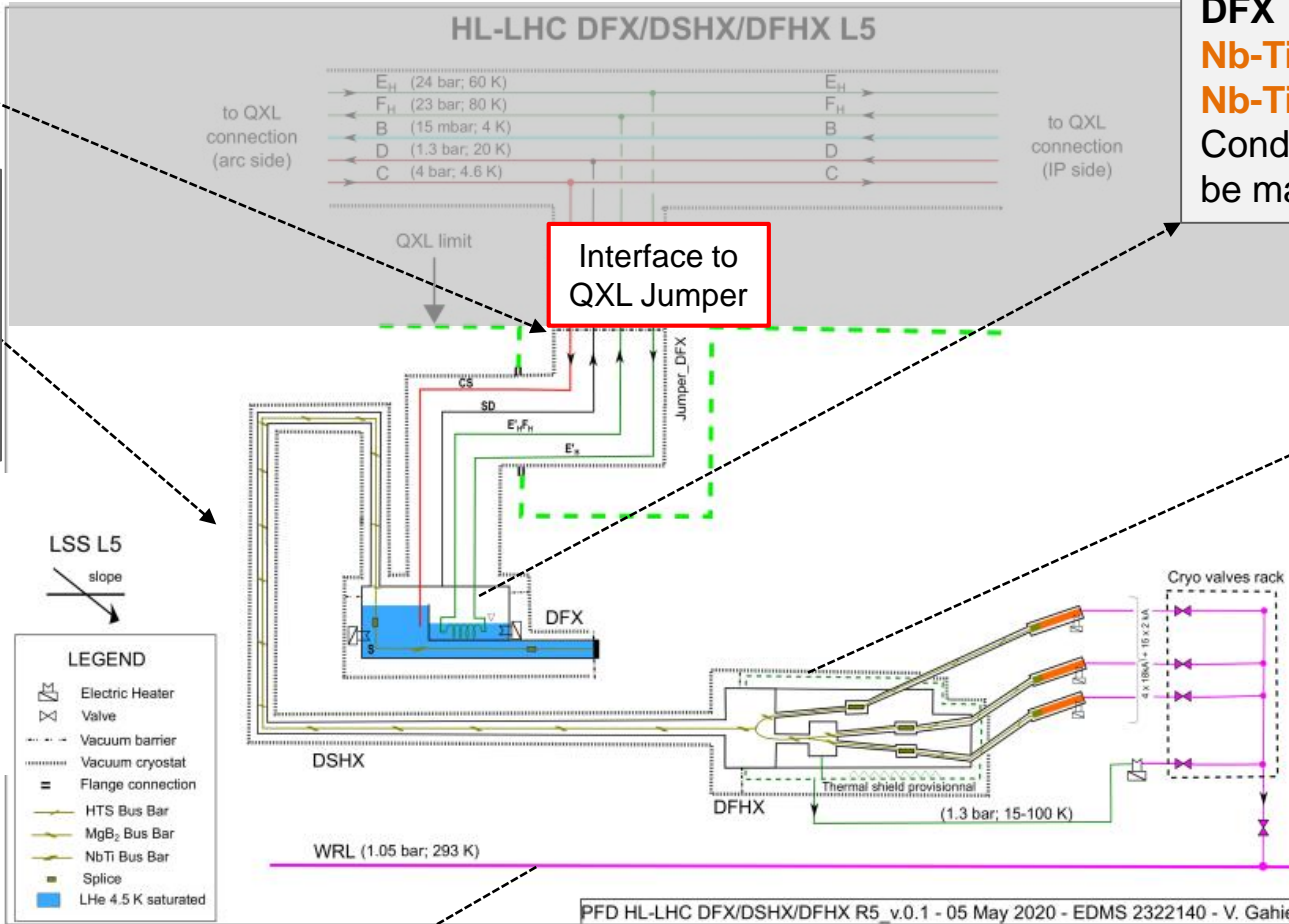 HL-LHC DFX/DSHX/DFHX L5
DFX
Nb-Ti
Nb-Ti
Cond
be ma
to QXL
connection
(arc side)
E_H (24 bar; 60 K) E_H
F_H (23 bar; 80 K) F_H
B (15 mbar; 4 K) B
D (1.3 bar; 20 K) D
C (4 bar; 4.6 K) C
to QXL
connection
(IP side)
QXL limit
Interface to
QXL Jumper
Jumper_DFX
CS
SD
E'_HF_H
E'_H
LSS L5
slope
DFX
S
Cryo valves rack
4 x 18kA + 15 x 2 kA
LEGEND
Electric Heater
Valve
Vacuum barrier
Vacuum cryostat
Flange connection
HTS Bus Bar
MgB₂ Bus Bar
NbTi Bus Bar
Splice
LHe 4.5 K saturated
DSHX
DFHX
Thermal shield provisionnal
(1.3 bar; 15-100 K)
WRL (1.05 bar; 293 K)
PFD HL-LHC DFX/DSHX/DFHX R5_v.0.1 - 05 May 2020 - EDMS 2322140 - V. Gahie